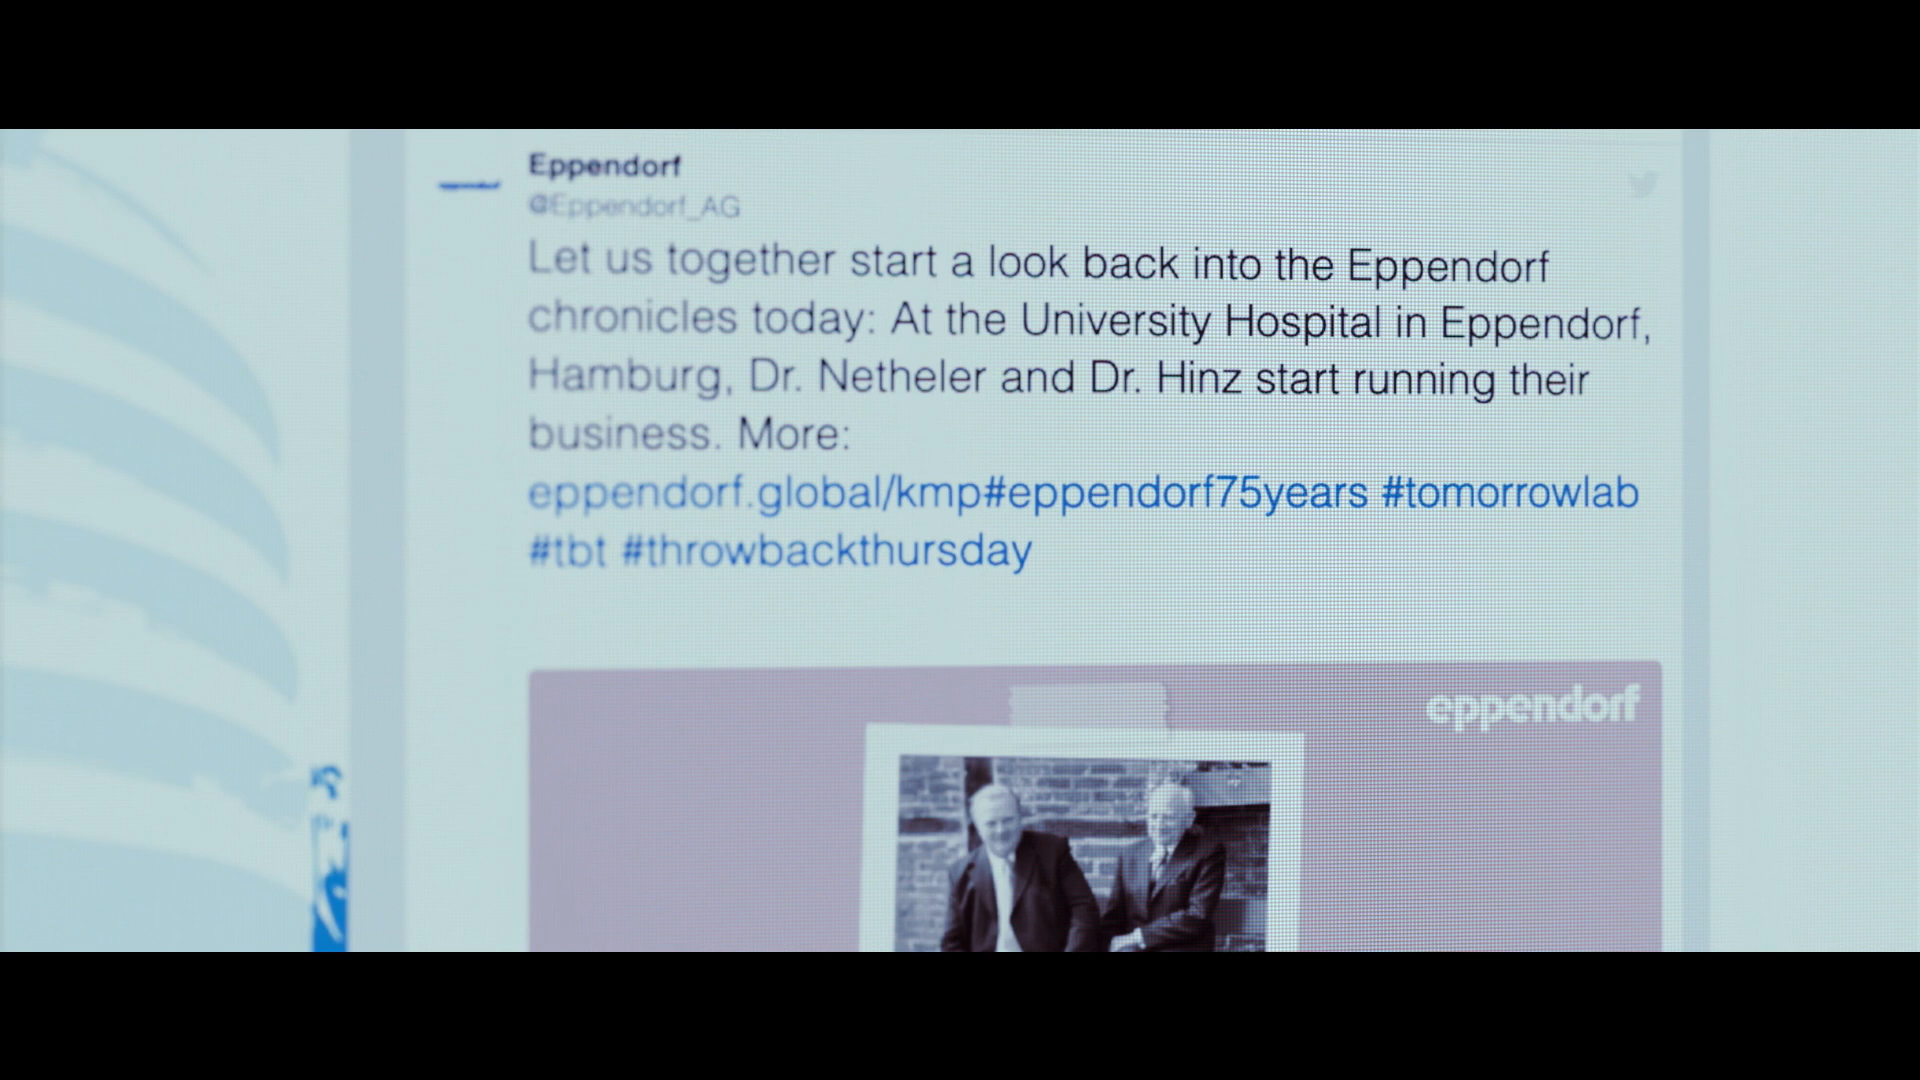 Eppendorf
@Eppendorf_AG
Let us together start a look back into the Eppendorf
chronicles today: At the University Hospital in Eppendorf,
Hamburg, Dr. Netheler and Dr. Hinz start running their
business. More:
eppendorf.global/kmp#eppendorf75years #tomorrowlab
#tbt #throwbackthursday
eppendorf